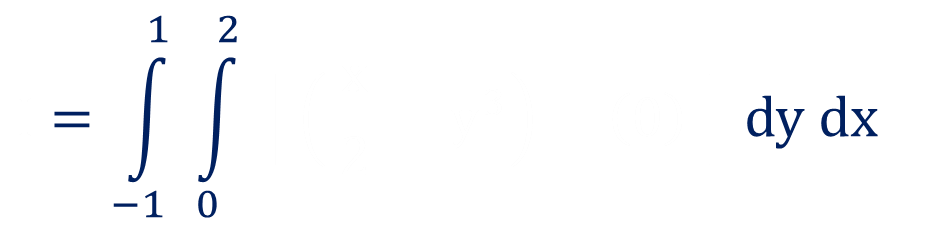 = ∫_{-1}^{1} ∫_{0}^{2} dy dx